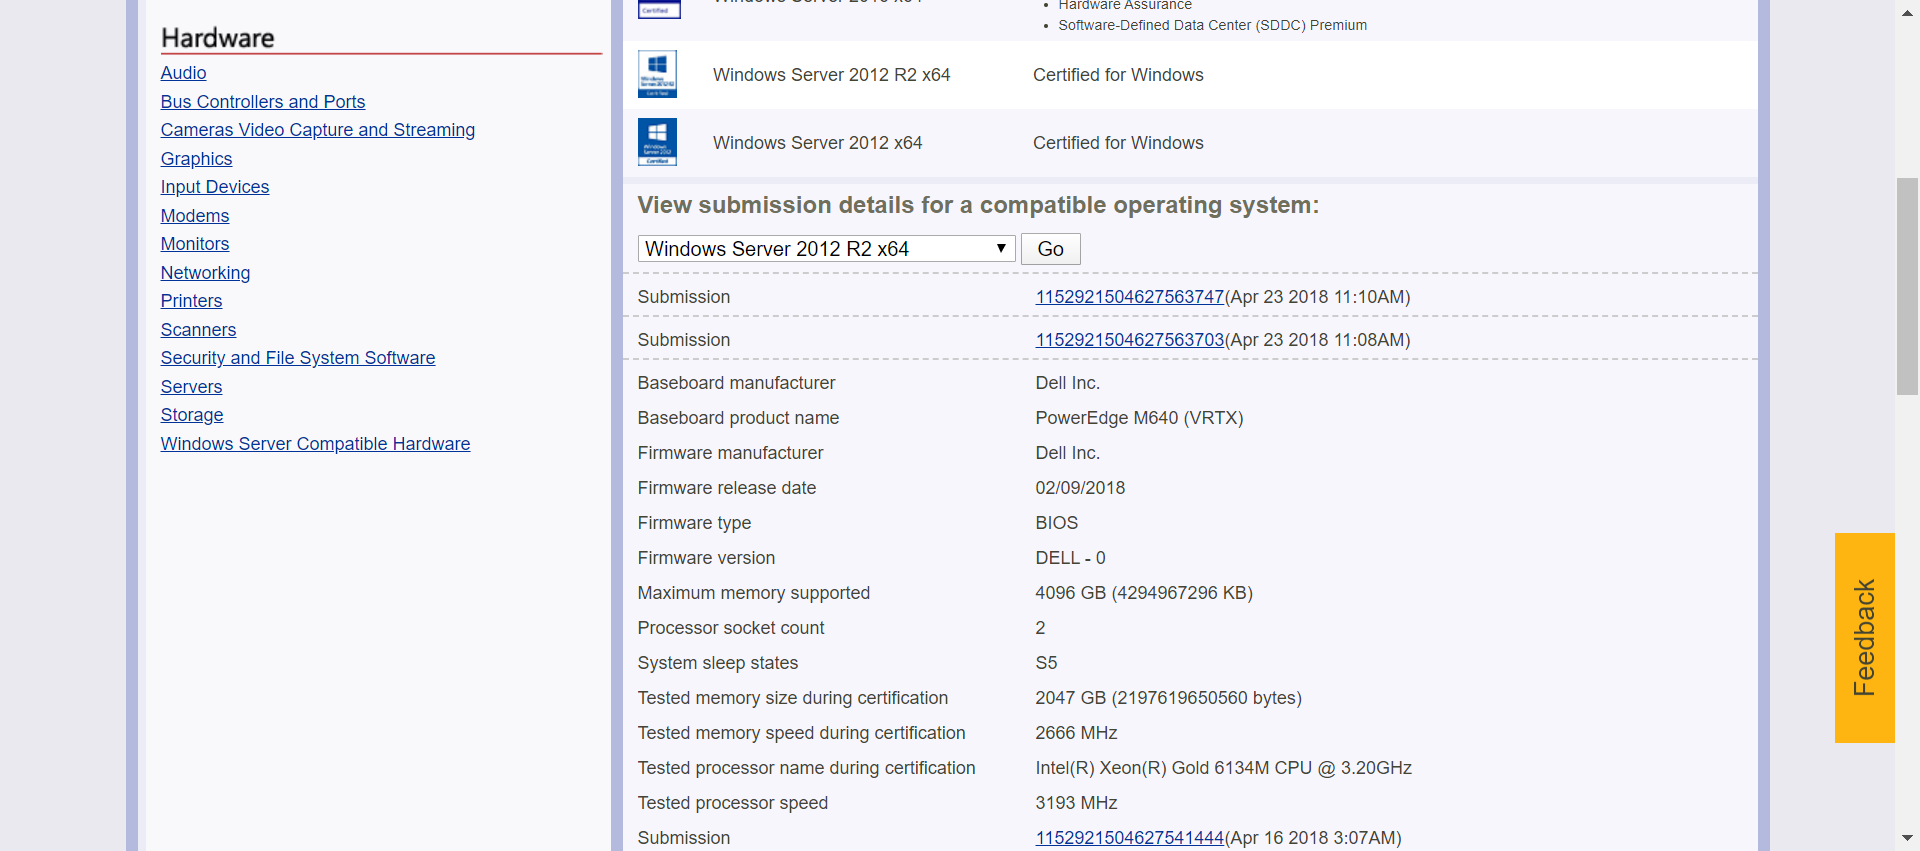 Hardware
Audio
Bus Controllers and Ports
Cameras Video Capture and Streaming
Graphics
Input Devices
Modems
Monitors
Networking
Printers
Scanners
Security and File System Software
Servers
Storage
Windows Server Compatible Hardware
Certified
Hardware Assurance
Software-Defined Data Center (SDDC) Premium
Windows Server 2012 R2 x64 Certified for Windows
Windows Server 2012 Certified
Windows Server 2012 x64 Certified for Windows
View submission details for a compatible operating system:
Windows Server 2012 R2 x64 Go
Submission 1152921504627563747(Apr 23 2018 11:10AM)
Submission 1152921504627563703(Apr 23 2018 11:08AM)
Baseboard manufacturer Dell Inc.
Baseboard product name PowerEdge M640 (VRTX)
Firmware manufacturer Dell Inc.
Firmware release date 02/09/2018
Firmware type BIOS
Firmware version DELL - 0
Maximum memory supported 4096 GB (4294967296 KB)
Processor socket count 2
System sleep states S5
Tested memory size during certification 2047 GB (2197619650560 bytes)
Tested memory speed during certification 2666 MHz
Tested processor name during certification Intel(R) Xeon(R) Gold 6134M CPU @ 3.20GHz
Tested processor speed 3193 MHz
Submission 1152921504627541444(Apr 16 2018 3:07AM)
Feedback